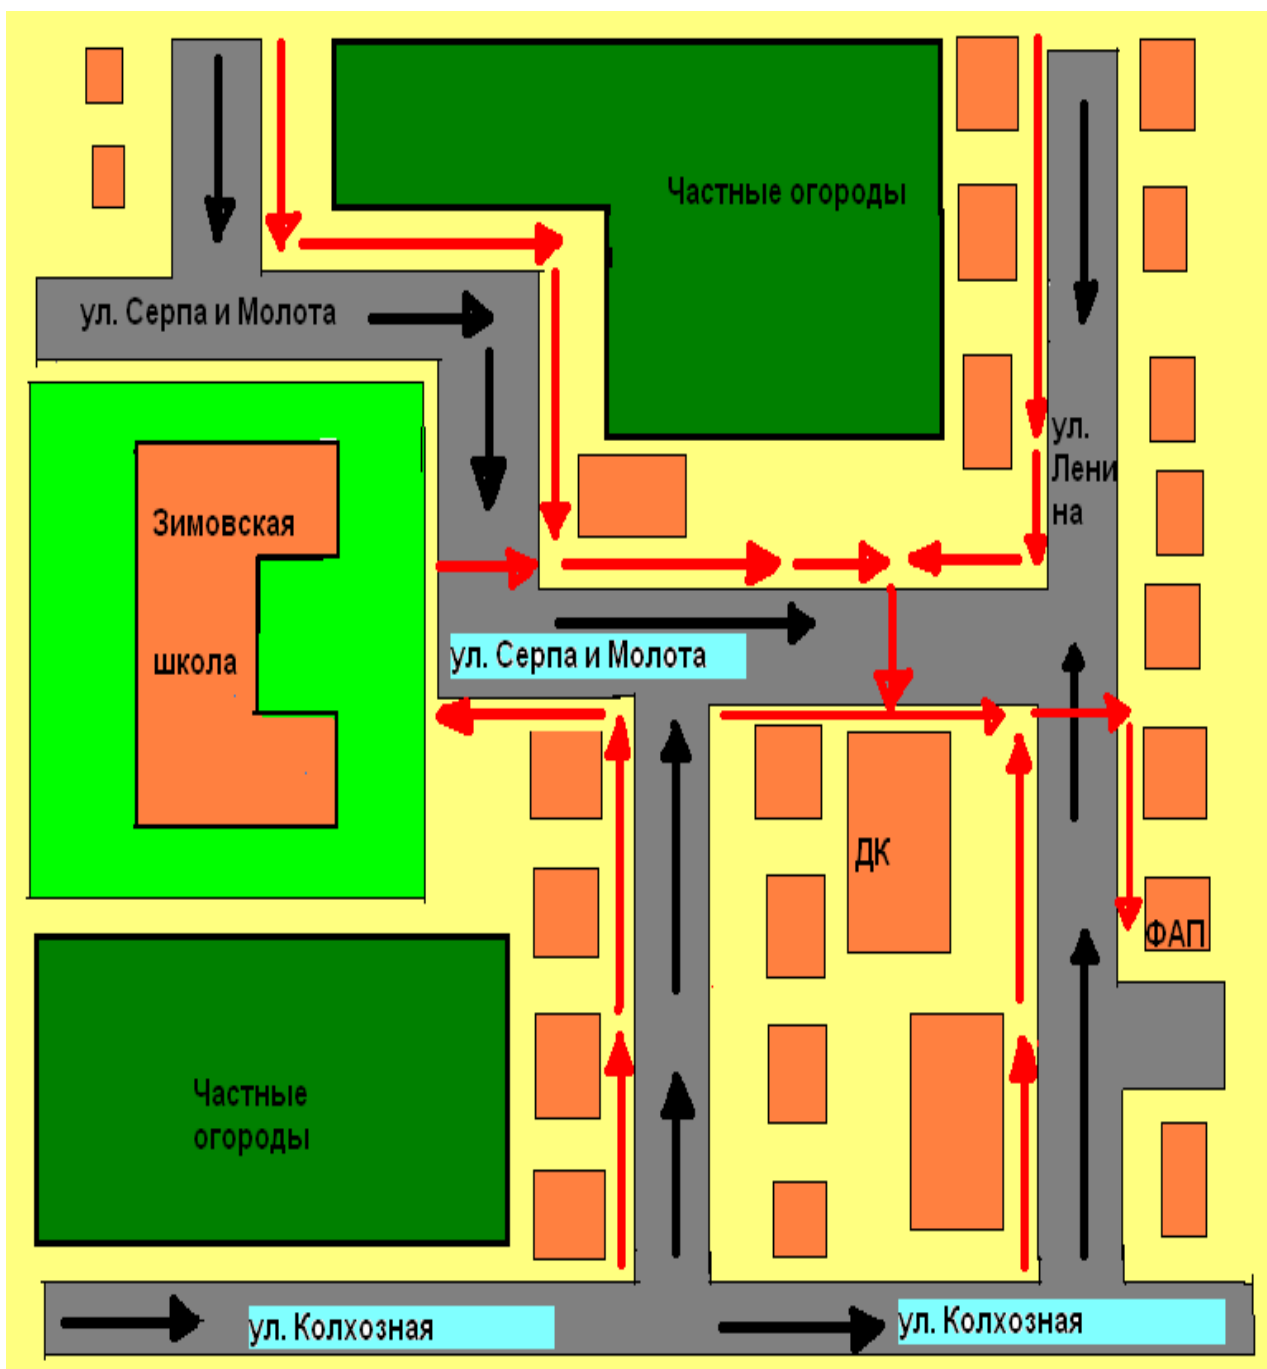 Частные огороды
ул. Серпа и Молота
ул.
Лени
на
Зимовская
школа
ул. Серпа и Молота
ДК
ФАП
Частные
огороды
ул. Колхозная
ул. Колхозная